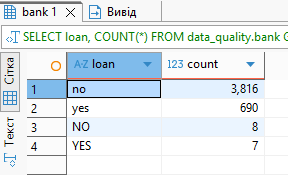 bank 1
Вивід
SELECT loan, COUNT(*) FROM data_quality.bank G
Сітка
Текст
A-Z loan
123 count
1 no 3,816
2 yes 690
3 NO 8
4 YES 7